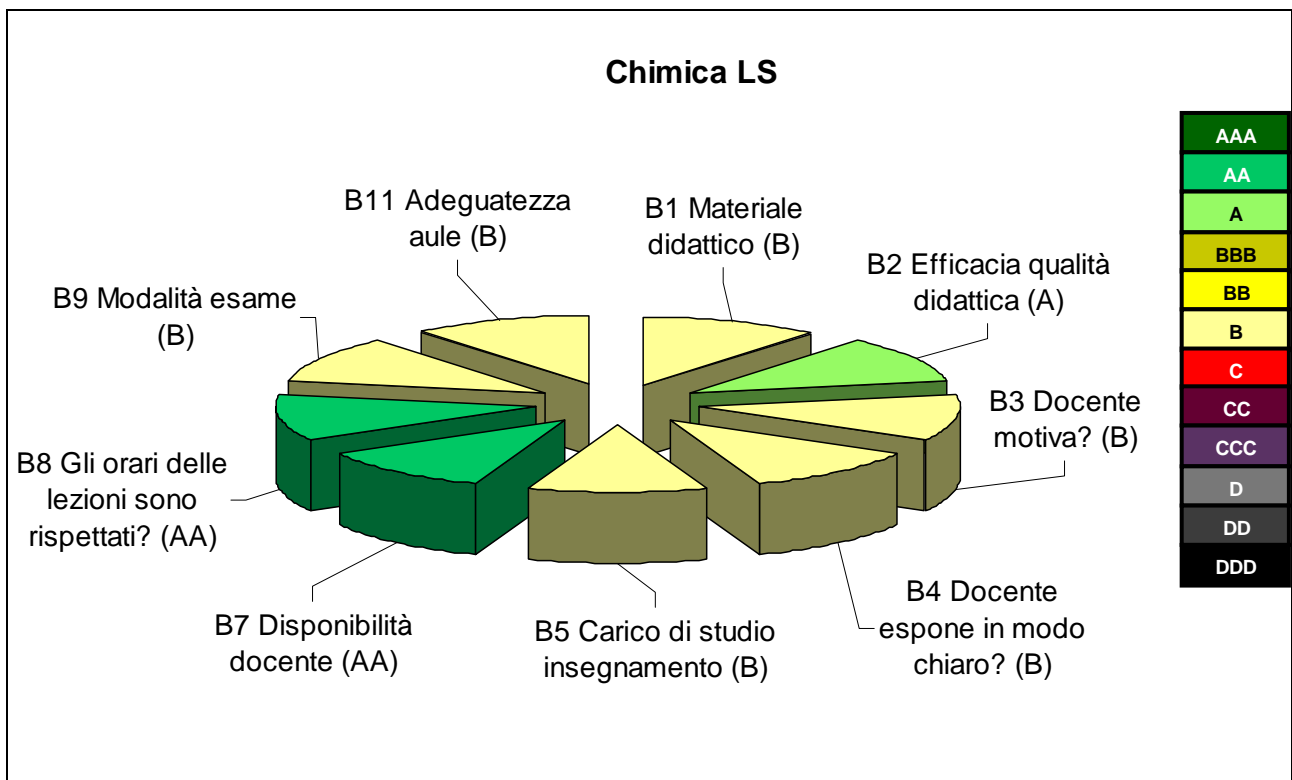 Chimica LS
B11 Adeguatezza
aule (B)
B1 Materiale
didattico (B)
B2 Efficacia qualità
didattica (A)
B9 Modalità esame
(B)
B3 Docente
motiva? (B)
B8 Gli orari delle
lezioni sono
rispettati? (AA)
B7 Disponibilità
docente (AA)
B5 Carico di studio
insegnamento (B)
B4 Docente
espone in modo
chiaro? (B)
AAA
AA
A
BBB
BB
B
C
CC
CCC
D
DD
DDD